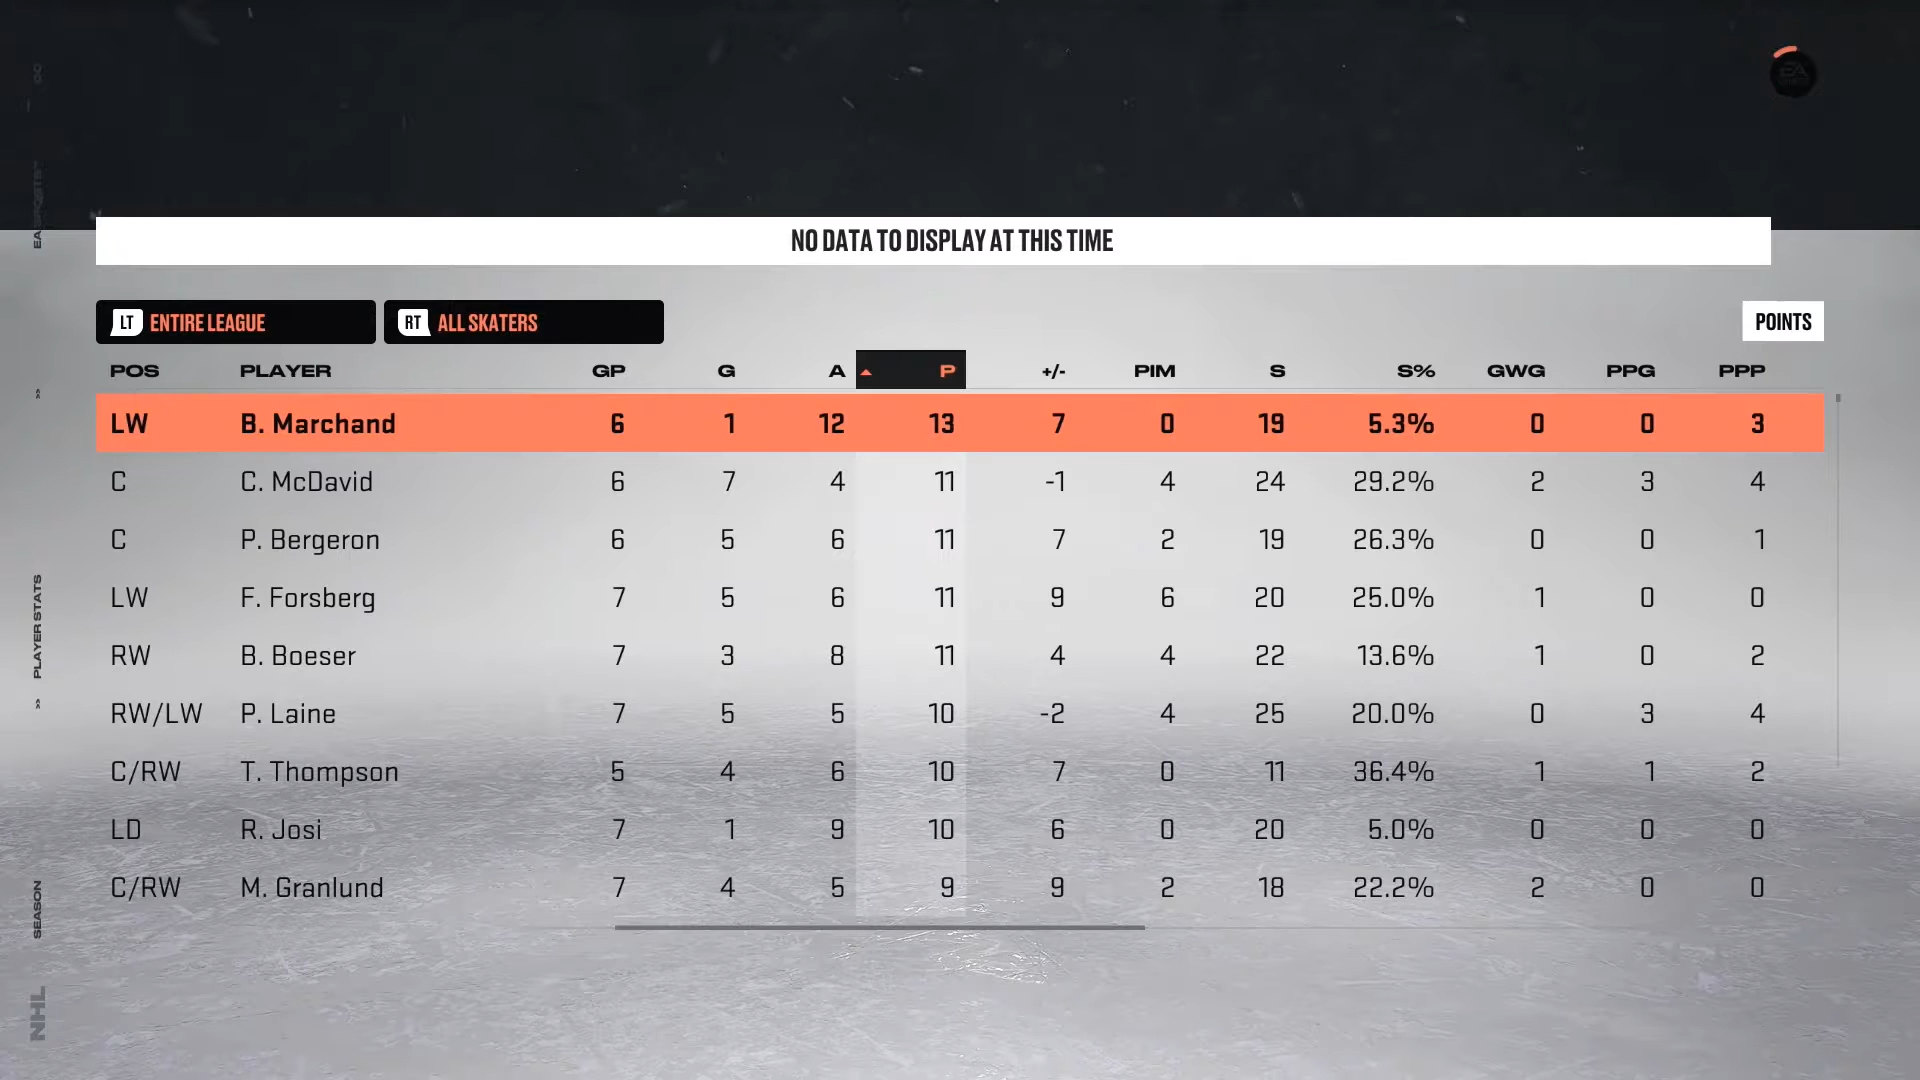 NO DATA TO DISPLAY AT THIS TIME
LT ENTIRE LEAGUE RT ALL SKATERS POINTS
POS PLAYER GP G A P +/- PIM S S% GWG PPG PPP
LW B. Marchand 6 1 12 13 7 0 19 5.3% 0 0 3
C C. McDavid 6 7 4 11 -1 4 24 29.2% 2 3 4
C P. Bergeron 6 5 6 11 7 2 19 26.3% 0 0 1
LW F. Forsberg 7 5 6 11 9 6 20 25.0% 1 0 0
RW B. Boeser 7 3 8 11 4 4 22 13.6% 1 0 2
RW/LW P. Laine 7 5 5 10 -2 4 25 20.0% 0 3 4
C/RW T. Thompson 5 4 6 10 7 0 11 36.4% 1 1 2
LD R. Josi 7 1 9 10 6 0 20 5.0% 0 0 0
C/RW M. Granlund 7 4 5 9 9 2 18 22.2% 2 0 0
NHL SEASON >> PLAYER STATS >>
EA